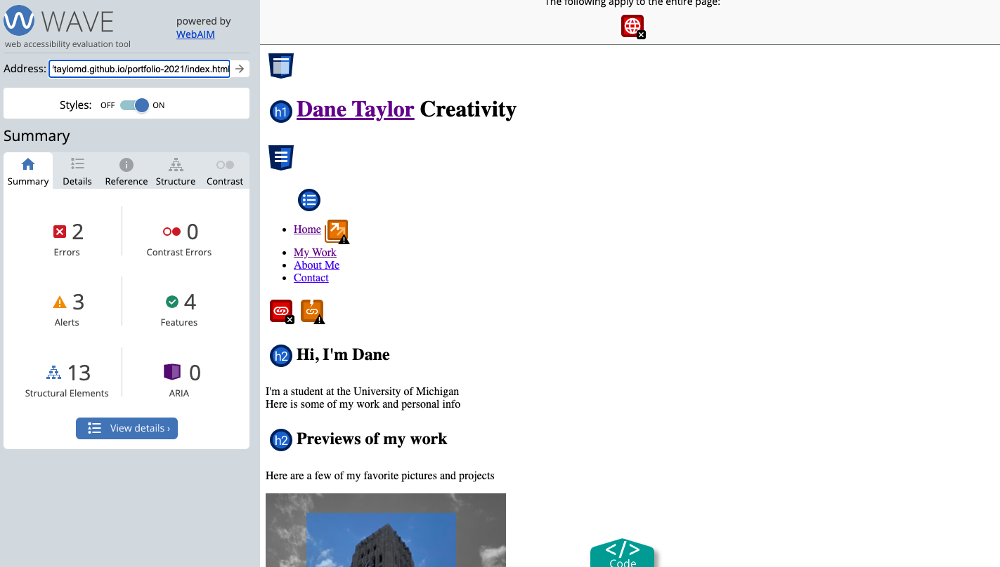 WAVE
powered by
WebAIM
web accessibility evaluation tool
Address: /taylomd.github.io/portfolio-2021/index.html
Styles: OFF ON
Summary
Summary Details Reference Structure Contrast
2 0
Errors Contrast Errors
3 4
Alerts Features
13 0
Structural Elements ARIA
View details ›
The following apply to the entire page:
h1 Dane Taylor Creativity
Home
My Work
About Me
Contact
h2 Hi, I'm Dane
I'm a student at the University of Michigan
Here is some of my work and personal info
h2 Previews of my work
Here are a few of my favorite pictures and projects
</>
Code